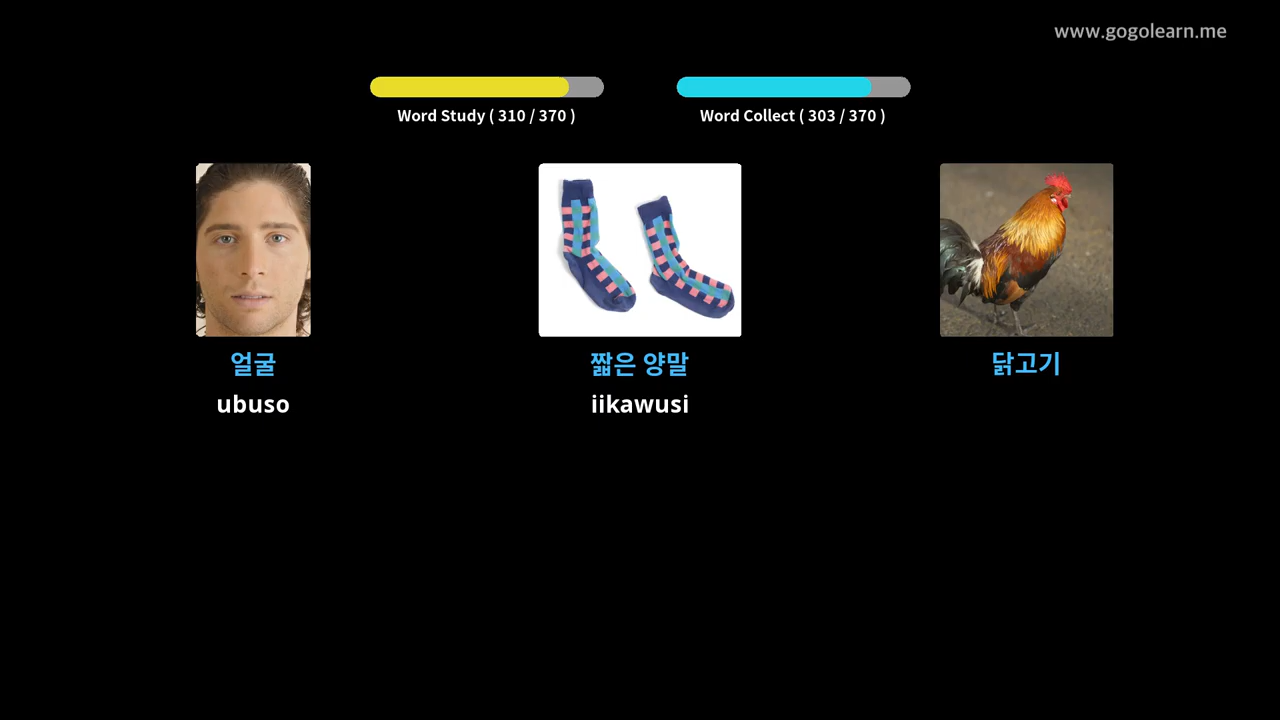 www.gogolearn.me
Word Study ( 310 / 370 )
Word Collect ( 303 / 370 )
얼굴
짧은 양말
닭고기
ubuso
iikawusi